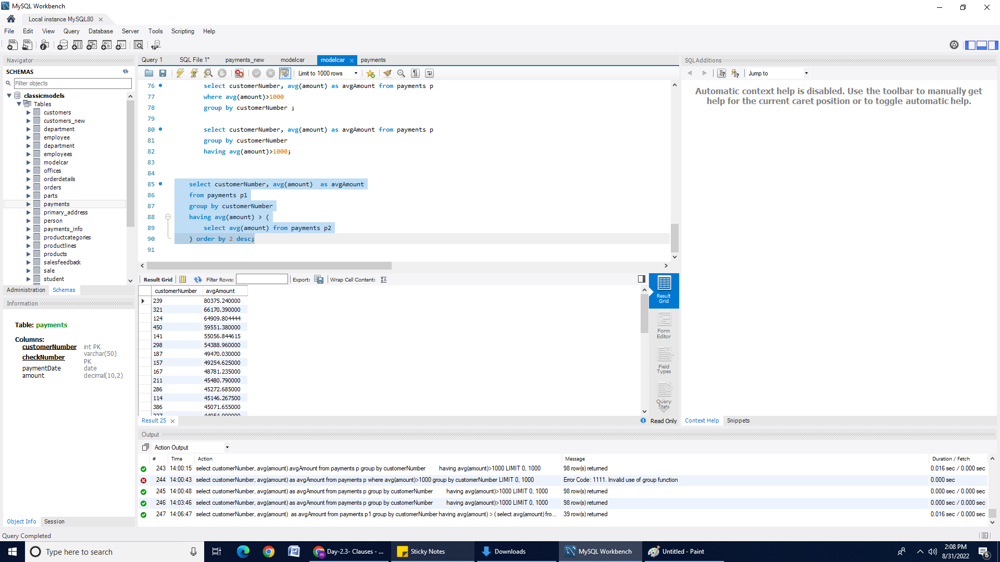 MySQL Workbench
Local instance MySQL80
File Edit View Query Database Server Tools Scripting Help
Navigator
SCHEMAS
Filter objects
classicmodels
Tables
customers
customers_new
department
employee
department
employees
modelcar
offices
orderdetails
orders
parts
payments
primary_address
person
payments_info
productcategories
productlines
products
salesfeedback
sale
student
Administration Schemas
Information
Table: payments
Columns:
customerNumber int PK
checkNumber varchar(50) PK
paymentDate date
amount decimal(10,2)
Object Info Session
Query Completed
Query 1 SQL File 1* payments_new modelcar modelcar payments
Limit to 1000 rows
76 select customerNumber, avg(amount) as avgAmount from payments p
77 where avg(amount)>1000
78 group by customerNumber ;
79
80 select customerNumber, avg(amount) as avgAmount from payments p
81 group by customerNumber
82 having avg(amount)>1000;
83
84
85 select customerNumber, avg(amount)  as avgAmount
86 from payments p1
87 group by customerNumber
88 having avg(amount) > (
89 select avg(amount) from payments p2
90 ) order by 2 desc;
91
Result Grid Filter Rows: Export: Wrap Cell Content:
customerNumber avgAmount
239 80375.240000
321 66170.390000
124 64909.804444
450 59551.380000
141 55056.844615
298 54388.960000
187 49470.030000
157 49254.625000
167 48781.235000
211 45480.790000
286 45272.685000
114 45146.267500
386 45071.655000
Result Grid
Form Editor
Field Types
Query Stats
Result 25 Read Only
SQLAdditions
Jump to
Automatic context help is disabled. Use the toolbar to manually get
help for the current caret position or to toggle automatic help.
Context Help Snippets
Output
Action Output
# Time Action Message Duration / Fetch
243 14:00:15 select customerNumber, avg(amount) avgAmount from payments p group by customerNumber having avg(amount)>1000 LIMIT 0, 1000 98 row(s) returned 0.016 sec / 0.000 sec
244 14:00:43 select customerNumber, avg(amount) as avgAmount from payments p where avg(amount)>1000 group by customerNumber LIMIT 0, 1000 Error Code: 1111. Invalid use of group function 0.000 sec
245 14:00:48 select customerNumber, avg(amount) as avgAmount from payments p group by customerNumber having avg(amount)>1000 LIMIT 0, 1000 98 row(s) returned 0.000 sec / 0.000 sec
246 14:03:46 select customerNumber, avg(amount) as avgAmount from payments p group by customerNumber having avg(amount)>1000 LIMIT 0, 1000 98 row(s) returned 0.000 sec / 0.000 sec
247 14:06:47 select customerNumber, avg(amount)  as avgAmount from payments p1 group by customerNumber having avg(amount) > ( select avg(amount) fro... 39 row(s) returned 0.016 sec / 0.000 sec
Type here to search
Day-2.3- Clauses - ... Sticky Notes Downloads MySQL Workbench Untitled - Paint
2:08 PM
8/31/2022
6